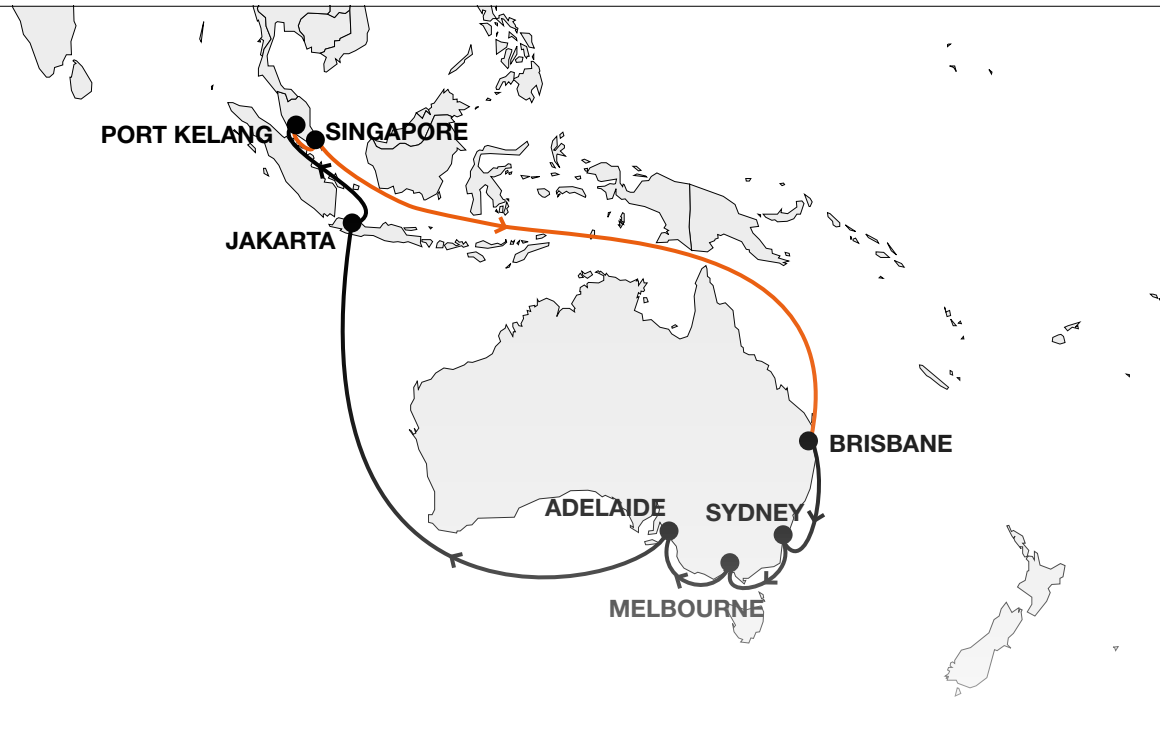 PORT KELANG
SINGAPORE
JAKARTA
BRISBANE
ADELAIDE
SYDNEY
MELBOURNE